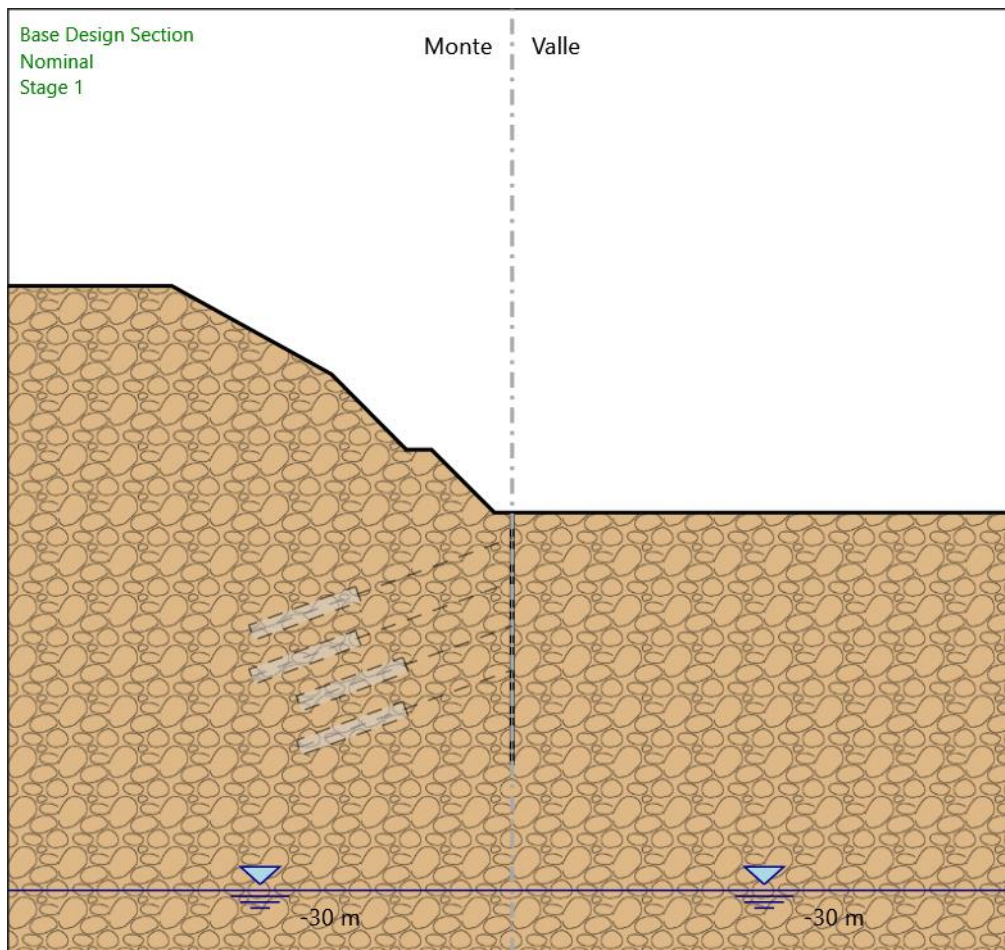 Base Design Section
Nominal
Stage 1
Monte
Valle
-30 m
-30 m